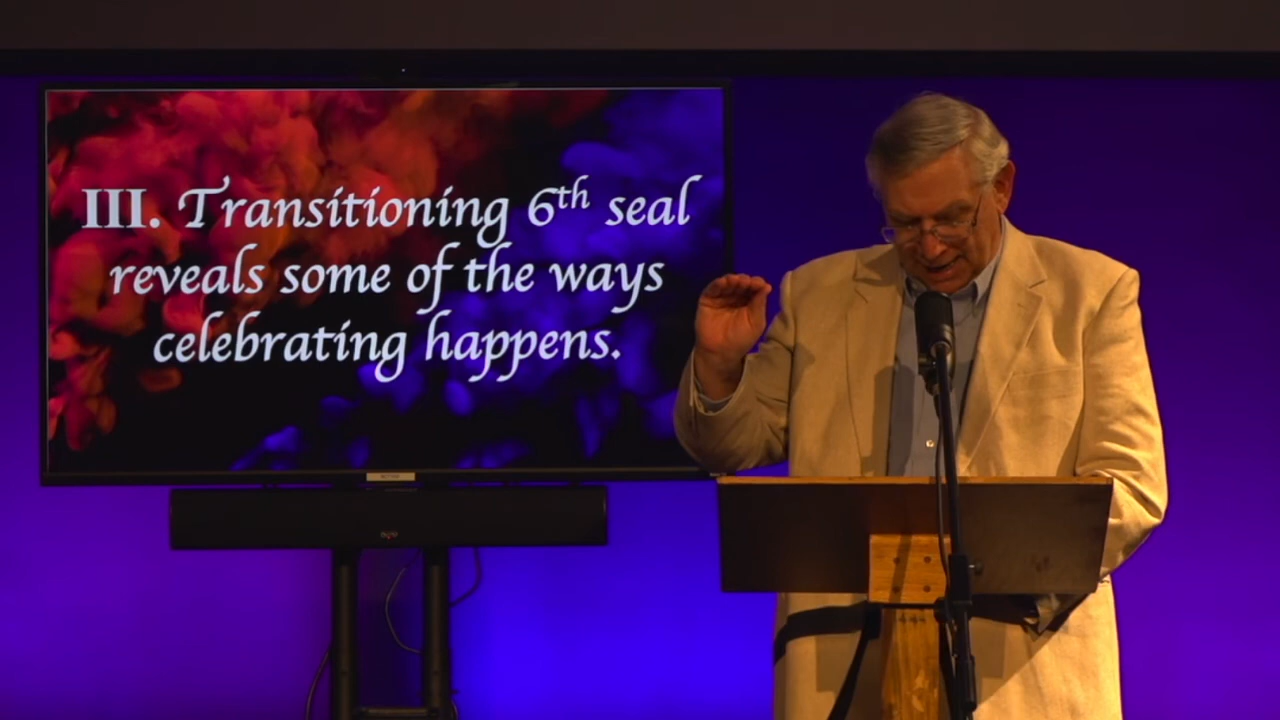 III. Transitioning 6th seal
reveals some of the ways
celebrating happens.